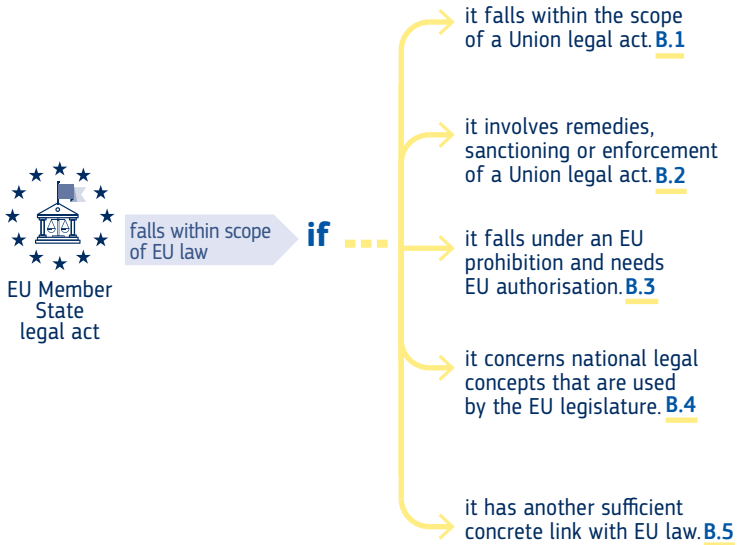 it falls within the scope
of a Union legal act. B.1
it involves remedies,
sanctioning or enforcement
of a Union legal act. B.2
EU Member
State
legal act
falls within scope
of EU law
if
it falls under an EU
prohibition and needs
EU authorisation. B.3
it concerns national legal
concepts that are used
by the EU legislature. B.4
it has another sufficient
concrete link with EU law. B.5